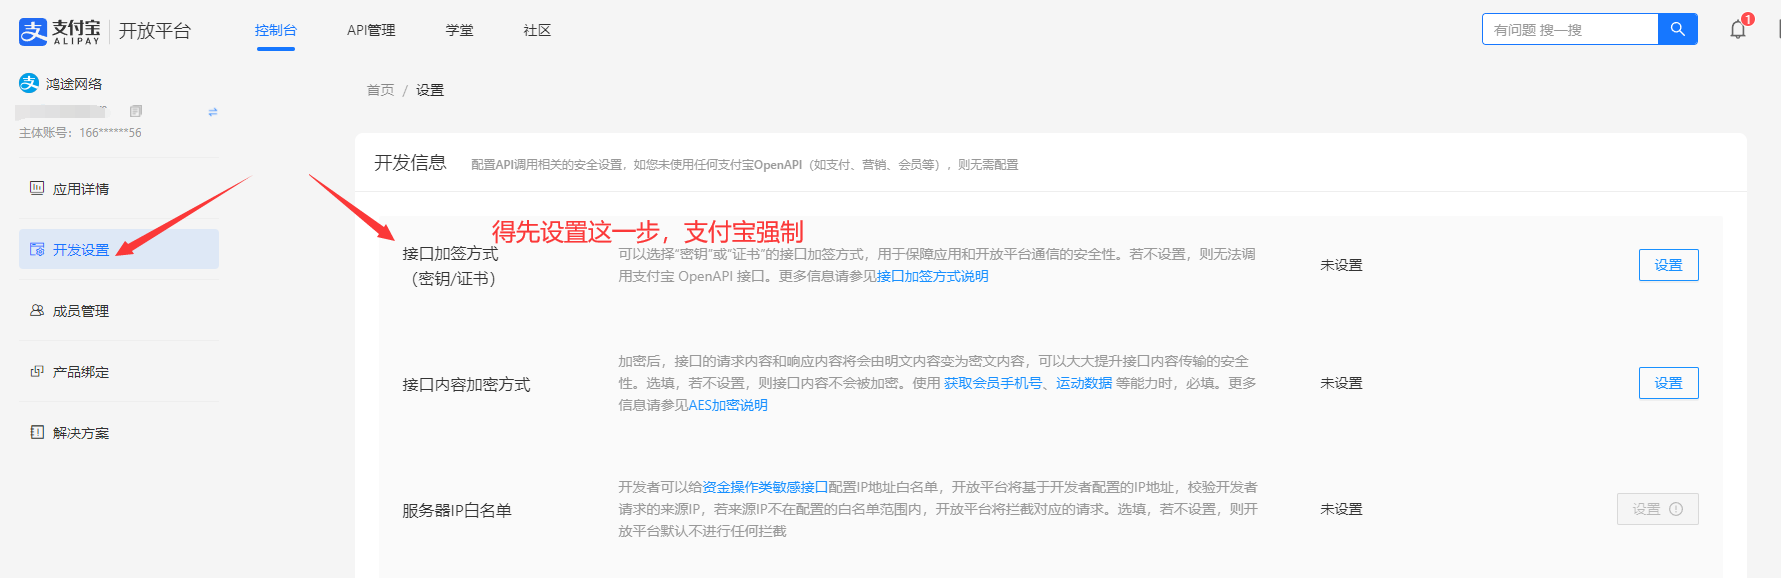 支付宝 开放平台 控制台 API管理 学堂 社区 有问题 搜一搜 1
ALIPAY
鸿途网络
主体账号：166******56
应用详情
开发设置
成员管理
产品绑定
解决方案
首页 / 设置
开发信息 配置API调用相关的安全设置，如您未使用任何支付宝OpenAPI（如支付、营销、会员等），则无需配置
得先设置这一步，支付宝强制
接口加签方式
（密钥/证书）
可以选择“密钥”或“证书”的接口加签方式，用于保障应用和开放平台通信的安全性。若不设置，则无法调
用支付宝 OpenAPI 接口。更多信息请参见接口加签方式说明
未设置
设置
接口内容加密方式
加密后，接口的请求内容和响应内容将会由明文内容变为密文内容，可以大大提升接口内容传输的安全
性。选填，若不设置，则接口内容不会被加密。使用 获取会员手机号、运动数据 等能力时，必填。更多
信息请参见AES加密说明
未设置
设置
服务器IP白名单
开发者可以给资金操作类敏感接口配置IP地址白名单，开放平台将基于开发者配置的IP地址，校验开发者
请求的来源IP，若来源IP不在配置的白名单范围内，开放平台将拦截对应的请求。选填，若不设置，则开
放平台默认不进行任何拦截
未设置
设置